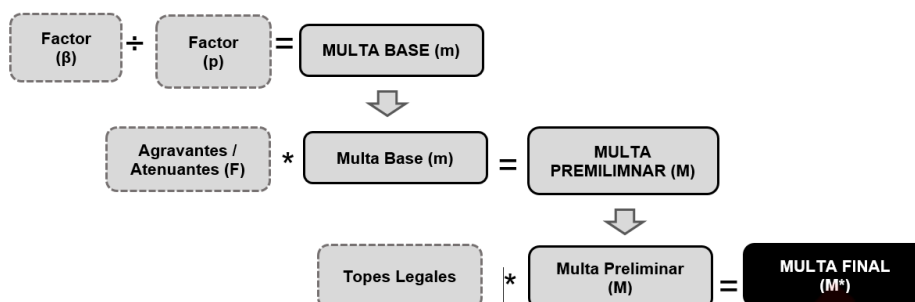 Factor
(β)
÷
Factor
(p)
=
MULTA BASE (m)
Agravantes /
Atenuantes (F)
*
Multa Base (m)
=
MULTA
PREMILIMNAR (M)
Topes Legales
*
Multa Preliminar
(M)
=
MULTA FINAL
(M*)